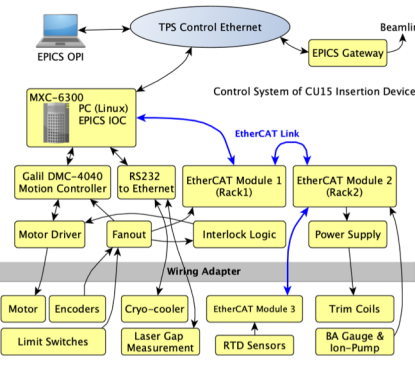 TPS Control Ethernet
Beamlin
EPICS OPI
EPICS Gateway
Control System of CU15 Insertion Device
MXC-6300
PC (Linux)
EPICS IOC
EtherCAT Link
Galil DMC-4040
Motion Controller
RS232
to Ethernet
EtherCAT Module 1
(Rack1)
EtherCAT Module 2
(Rack2)
Motor Driver
Fanout
Interlock Logic
Power Supply
Wiring Adapter
Motor
Encoders
Cryo-cooler
EtherCAT Module 3
Trim Coils
Limit Switches
Laser Gap
Measurement
RTD Sensors
BA Gauge &
Ion-Pump